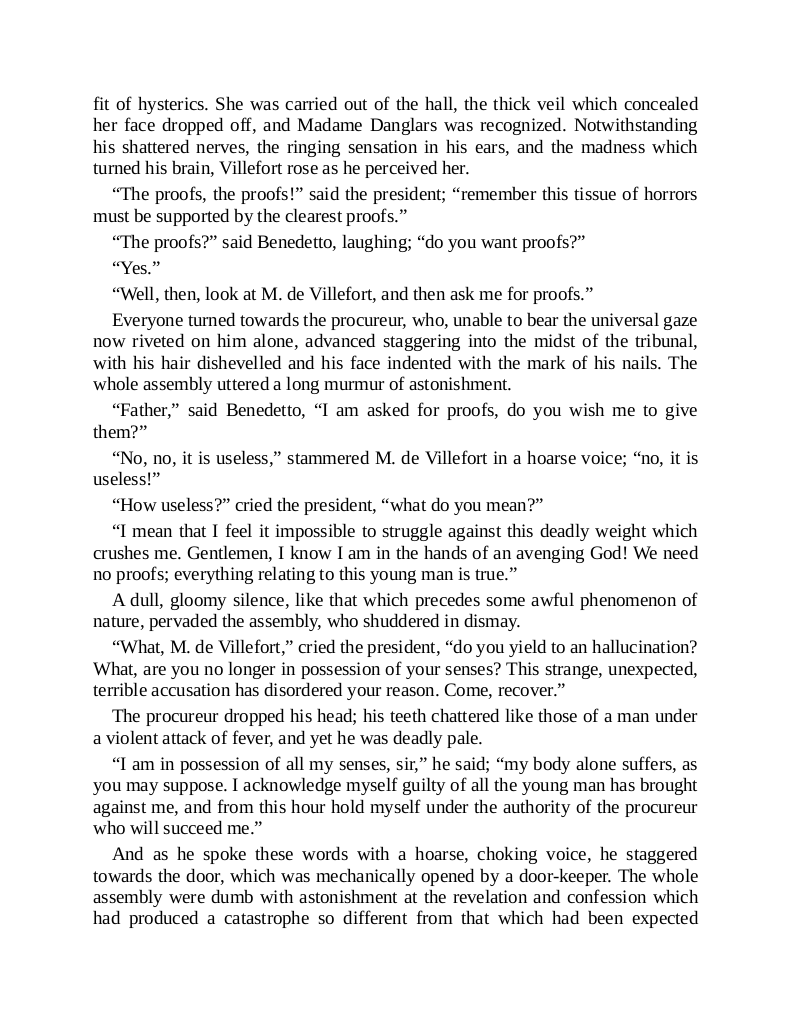 fit of hysterics. She was carried out of the hall, the thick veil which concealed
her face dropped off, and Madame Danglars was recognized. Notwithstanding
his shattered nerves, the ringing sensation in his ears, and the madness which
turned his brain, Villefort rose as he perceived her.
“The proofs, the proofs!” said the president; “remember this tissue of horrors
must be supported by the clearest proofs.”
“The proofs?” said Benedetto, laughing; “do you want proofs?”
“Yes.”
“Well, then, look at M. de Villefort, and then ask me for proofs.”
Everyone turned towards the procureur, who, unable to bear the universal gaze
now riveted on him alone, advanced staggering into the midst of the tribunal,
with his hair dishevelled and his face indented with the mark of his nails. The
whole assembly uttered a long murmur of astonishment.
“Father,” said Benedetto, “I am asked for proofs, do you wish me to give
them?”
“No, no, it is useless,” stammered M. de Villefort in a hoarse voice; “no, it is
useless!”
“How useless?” cried the president, “what do you mean?”
“I mean that I feel it impossible to struggle against this deadly weight which
crushes me. Gentlemen, I know I am in the hands of an avenging God! We need
no proofs; everything relating to this young man is true.”
A dull, gloomy silence, like that which precedes some awful phenomenon of
nature, pervaded the assembly, who shuddered in dismay.
“What, M. de Villefort,” cried the president, “do you yield to an hallucination?
What, are you no longer in possession of your senses? This strange, unexpected,
terrible accusation has disordered your reason. Come, recover.”
The procureur dropped his head; his teeth chattered like those of a man under
a violent attack of fever, and yet he was deadly pale.
“I am in possession of all my senses, sir,” he said; “my body alone suffers, as
you may suppose. I acknowledge myself guilty of all the young man has brought
against me, and from this hour hold myself under the authority of the procureur
who will succeed me.”
And as he spoke these words with a hoarse, choking voice, he staggered
towards the door, which was mechanically opened by a door-keeper. The whole
assembly were dumb with astonishment at the revelation and confession which
had produced a catastrophe so different from that which had been expected